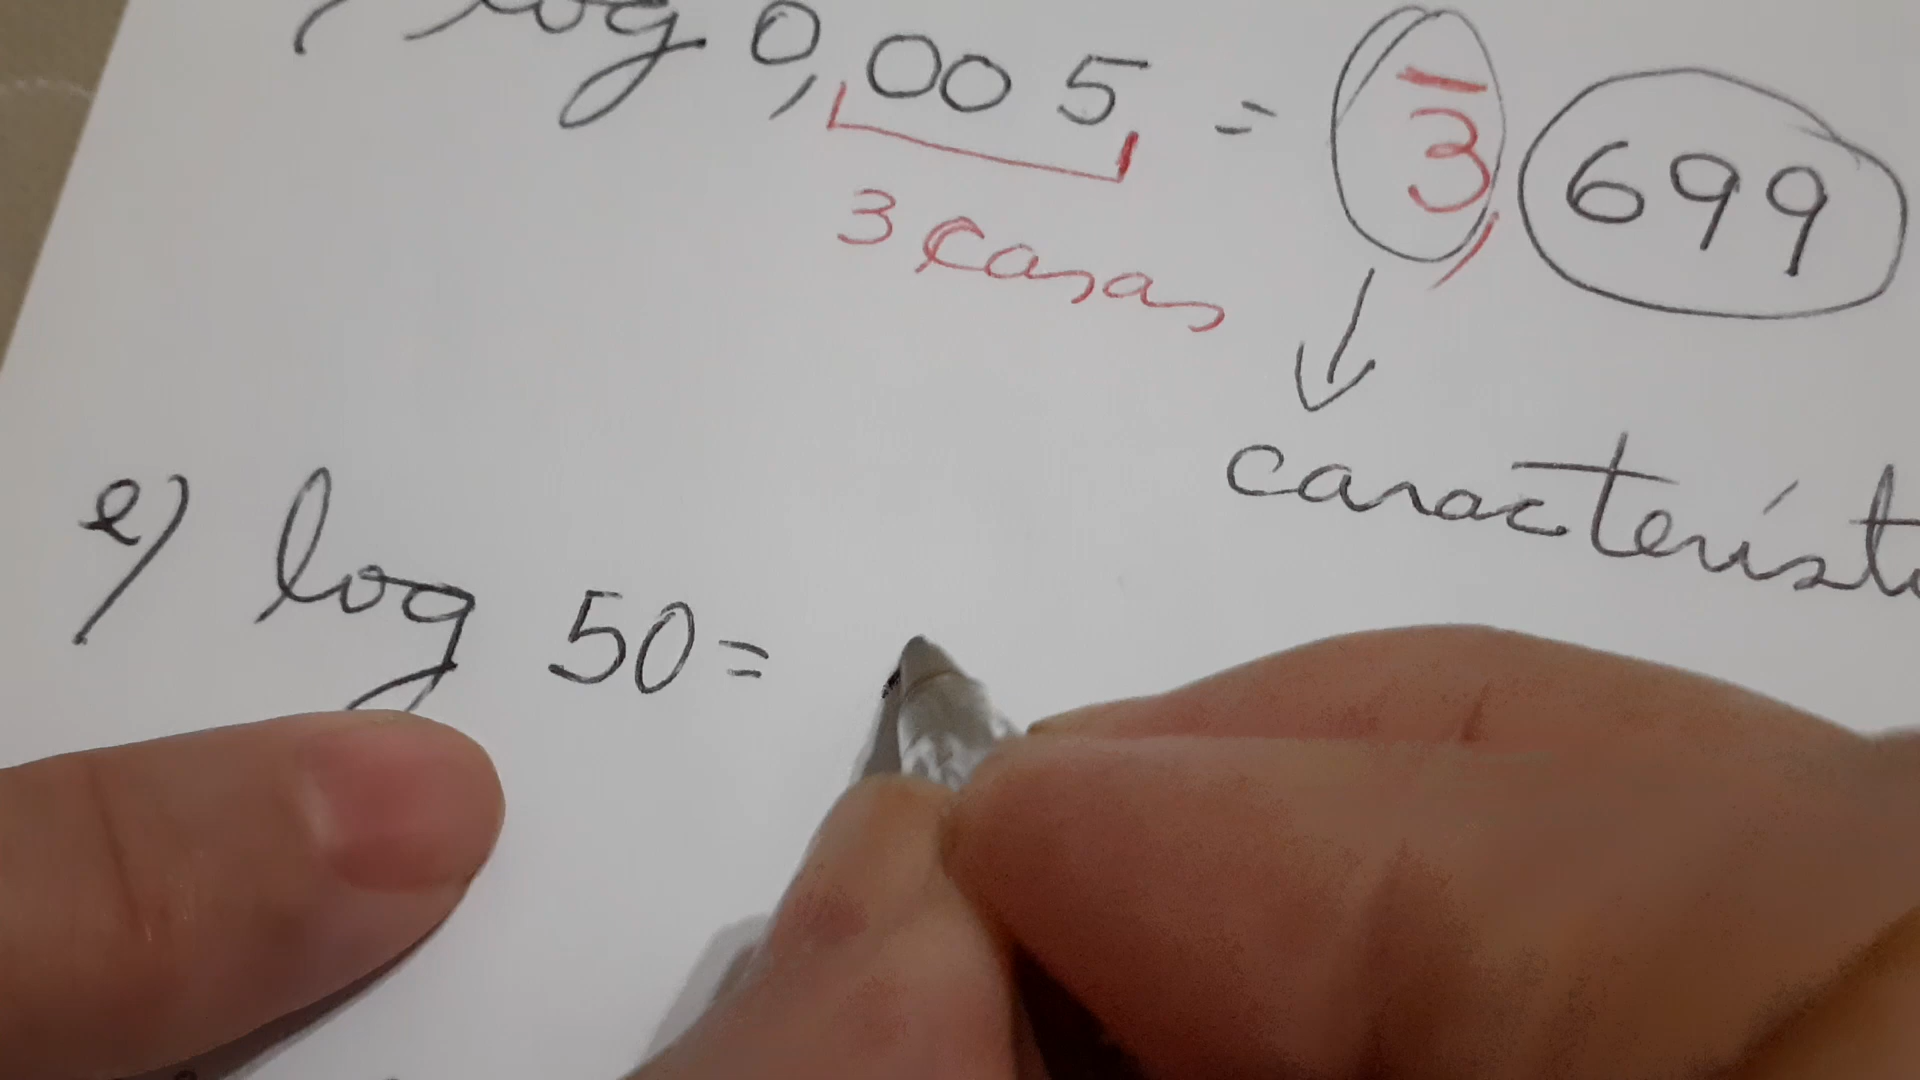 log 0,005 = 3̅,699
3 casas
caracterist
e) log 50 =